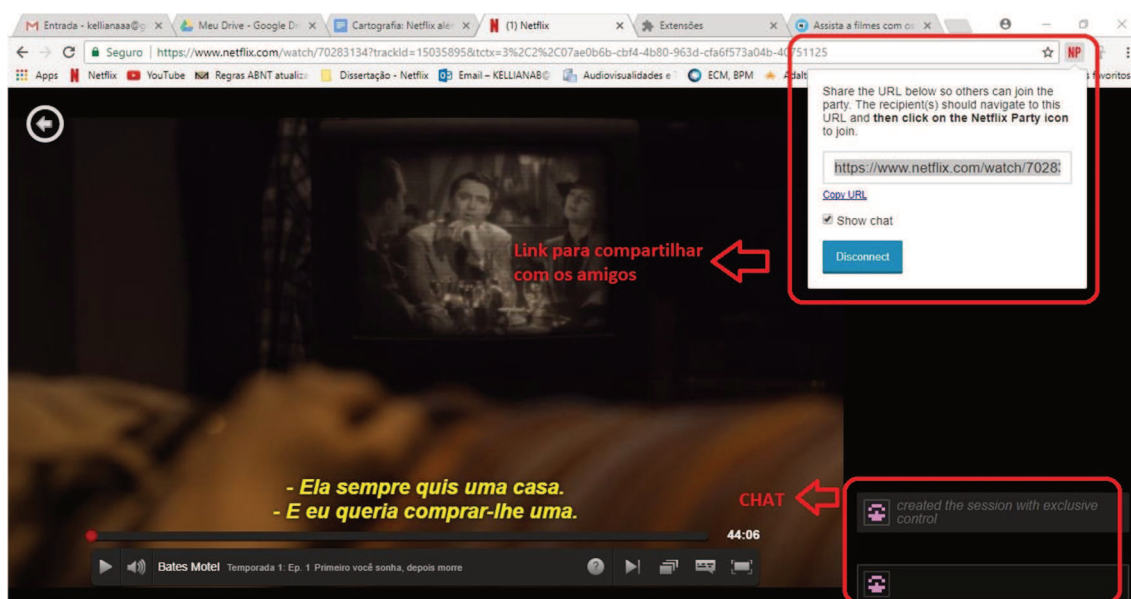 Entrada - kellianaaa@g
Meu Drive - Google Dr
Cartografia: Netflix alér
(1) Netflix
Extensões
Assista a filmes com os
Seguro | https://www.netflix.com/watch/70283134?trackId=15035895&tctx=3%2C2%2C07ae0b6b-cbf4-4b80-963d-cfa6f573a04b-40751125
NP
Apps
Netflix
YouTube
Regras ABNT atualiz
Dissertação - Netflix
Email – KELLIANAB©
Audiovisualidades e T
ECM, BPM
Adalt
s favoritos
Share the URL below so others can join the
party. The recipient(s) should navigate to this
URL and then click on the Netflix Party icon
to join.
https://www.netflix.com/watch/7028
Copy URL
Show chat
Disconnect
Link para compartilhar
com os amigos
- Ela sempre quis uma casa.
- E eu queria comprar-lhe uma.
CHAT
created the session with exclusive
control
44:06
Bates Motel Temporada 1: Ep. 1 Primeiro você sonha, depois morre